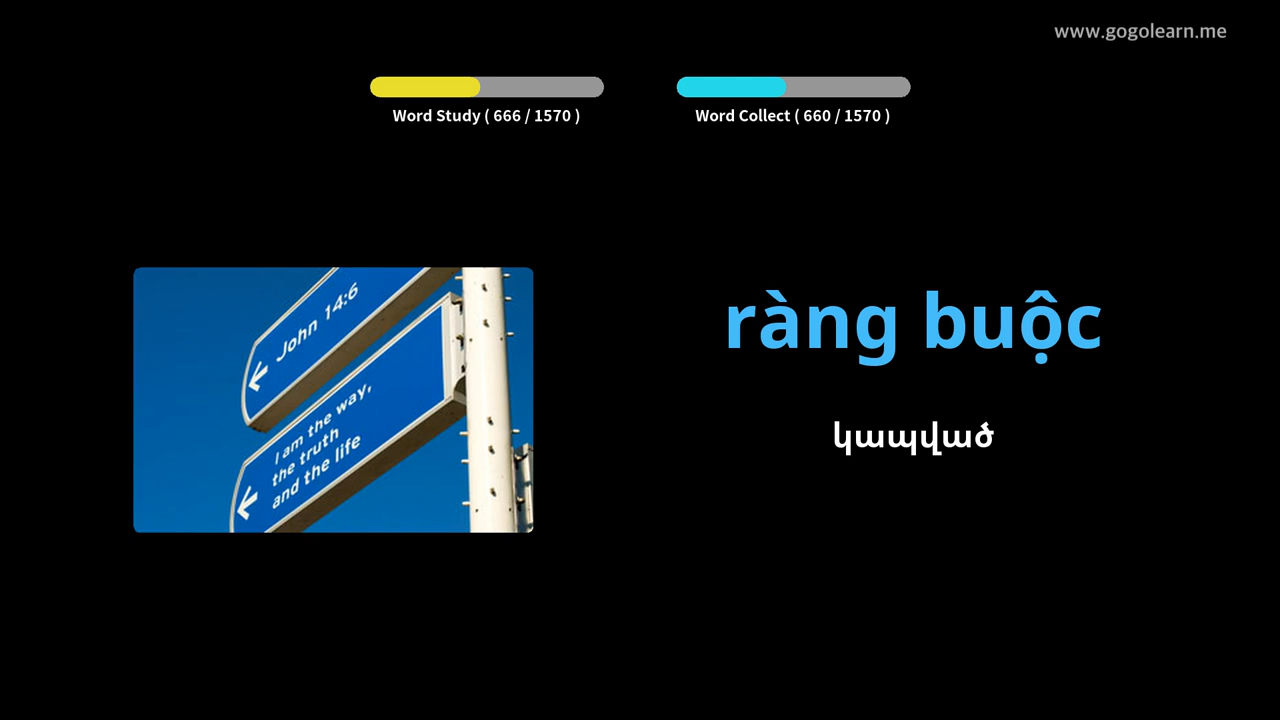 www.gogolearn.me
Word Study ( 666 / 1570 )
Word Collect ( 660 / 1570 )
John 14:6
I am the way,
the truth
and the life
ràng buộc
կապված